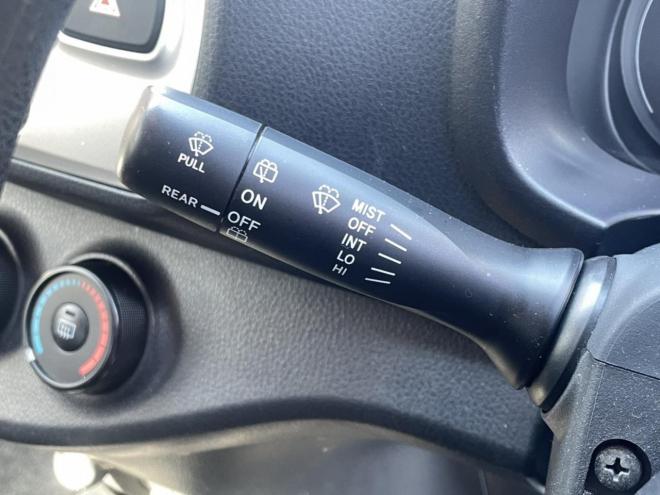 PULL
REAR
ON
OFF
MIST
OFF
INT
LO
HI